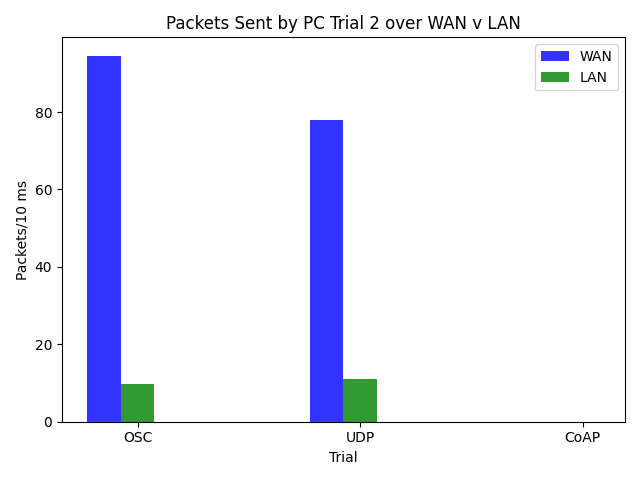 Packets Sent by PC Trial 2 over WAN v LAN
WAN
LAN
Packets/10 ms
80
60
40
20
0
OSC
UDP
CoAP
Trial